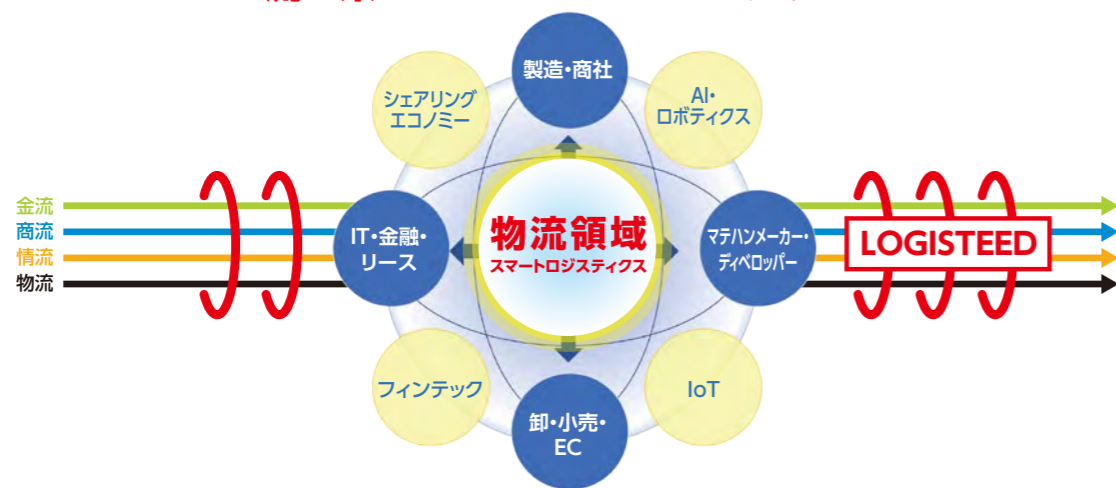 製造・商社
シェアリング
エコノミー
AI・
ロボティクス
金流
商流
情流
物流
IT・金融・
リース
物流領域
スマートロジスティクス
マテハンメーカー・
ディベロッパー
LOGISTEED
フィンテック
IoT
卸・小売・
EC